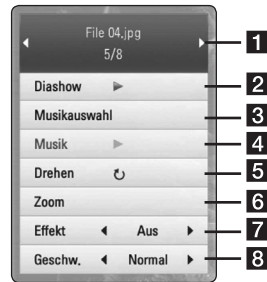 File 04.jpg 1
5/8
Diashow 2
Musikauswahl 3
Musik 4
Drehen 5
Zoom 6
Effekt Aus 7
Geschw. Normal 8